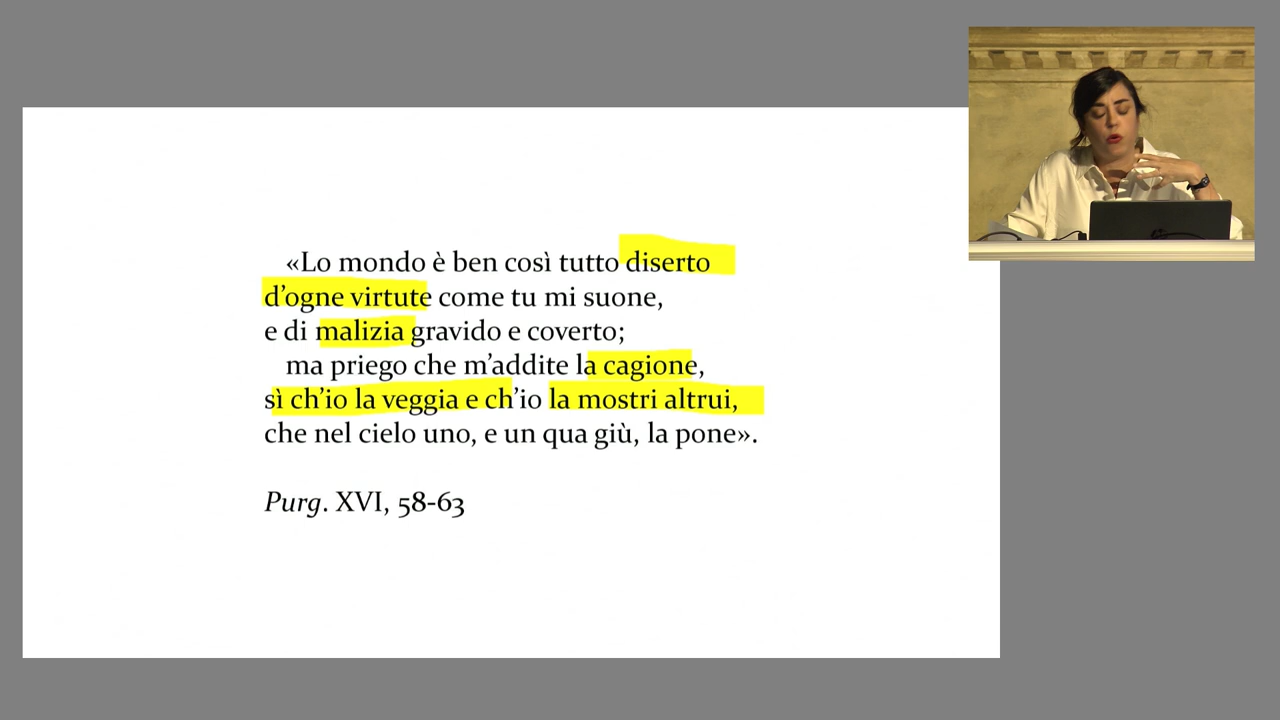 «Lo mondo è ben così tutto diserto
d’ogne virtute come tu mi suone,
e di malizia gravido e coverto;
ma priego che m’addite la cagione,
sì ch’io la veggia e ch’io la mostri altrui,
che nel cielo uno, e un qua giù, la pone».
Purg. XVI, 58-63